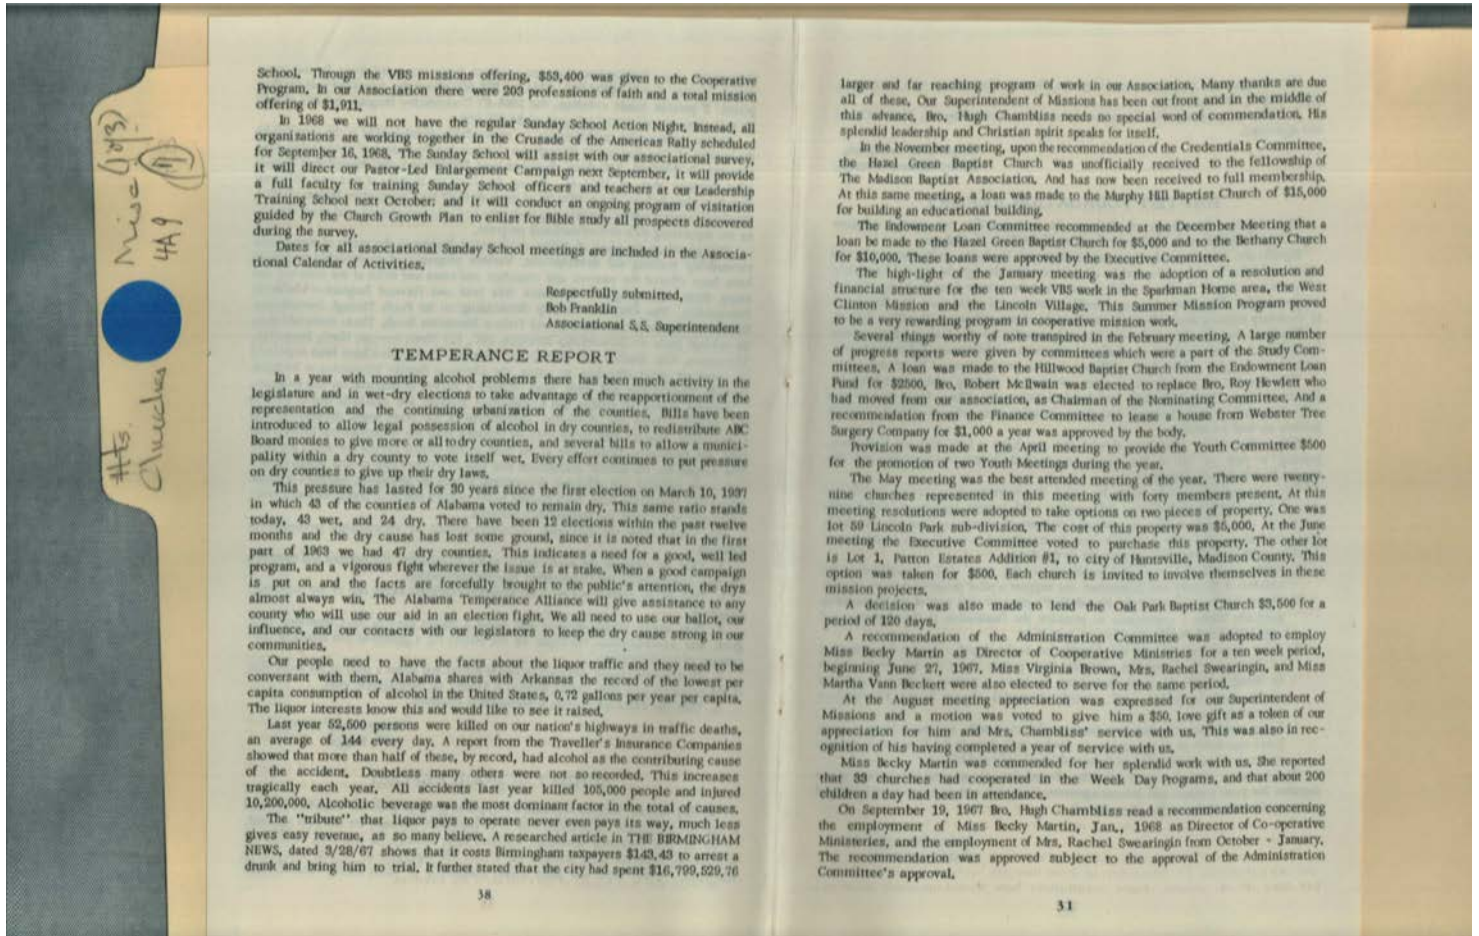 Misc (1 of 3)
4A9
Hts.
Churches
School. Through the VBS missions offering, $53,400 was given to the Cooperative
Program. In our Association there were 203 professions of faith and a total mission
offering of $1,911.
In 1968 we will not have the regular Sunday School Action Night. Instead, all
organizations are working together in the Crusade of the Americas Rally scheduled
for September 16, 1968. The Sunday School will assist with our associational survey,
it will direct our Pastor-Led Enlargement Campaign next September, it will provide
a full faculty for training Sunday School officers and teachers at our Leadership
Training School next October; and it will conduct an ongoing program of visitation
guided by the Church Growth Plan to enlist for Bible study all prospects discovered
during the survey.
Dates for all associational Sunday School meetings are included in the Associa-
tional Calendar of Activities.
Respectfully submitted,
Bob Franklin
Associational S.S. Superintendent
TEMPERANCE REPORT
In a year with mounting alcohol problems there has been much activity in the
legislature and in wet-dry elections to take advantage of the reapportionment of the
representation and the continuing urbanization of the counties. Bills have been
introduced to allow legal possession of alcohol in dry counties, to redistribute ABC
Board monies to give more or all to dry counties, and several bills to allow a munici-
pality within a dry county to vote itself wet. Every effort continues to put pressure
on dry counties to give up their dry laws.
This pressure has lasted for 30 years since the first election on March 10, 1937
in which 43 of the counties of Alabama voted to remain dry. This same ratio stands
today, 43 wet, and 24 dry. There have been 12 elections within the past twelve
months and the dry cause has lost some ground, since it is noted that in the first
part of 1963 we had 47 dry counties. This indicates a need for a good, well led
program, and a vigorous fight wherever the issue is at stake. When a good campaign
is put on and the facts are forcefully brought to the public's attention, the drys
almost always win. The Alabama Temperance Alliance will give assistance to any
county who will use our aid in an election fight. We all need to use our ballot, our
influence, and our contacts with our legislators to keep the dry cause strong in our
communities.
Our people need to have the facts about the liquor traffic and they need to be
conversant with them. Alabama shares with Arkansas the record of the lowest per
capita consumption of alcohol in the United States, 0.72 gallons per year per capita.
The liquor interests know this and would like to see it raised.
Last year 52,500 persons were killed on our nation's highways in traffic deaths,
an average of 144 every day. A report from the Traveller's Insurance Companies
showed that more than half of these, by record, had alcohol as the contributing cause
of the accident. Doubtless many others were not so recorded. This increases
tragically each year. All accidents last year killed 105,000 people and injured
10,200,000. Alcoholic beverage was the most dominant factor in the total of causes.
The "tribute" that liquor pays to operate never even pays its way, much less
gives easy revenue, as so many believe. A researched article in THE BIRMINGHAM
NEWS, dated 3/28/67 shows that it costs Birmingham taxpayers $143.43 to arrest a
drunk and bring him to trial. It further stated that the city had spent $16,799,529.76
38
larger and far reaching program of work in our Association. Many thanks are due
all of these. Our Superintendent of Missions has been out front and in the middle of
this advance. Bro. Hugh Chambliss needs no special word of commendation. His
splendid leadership and Christian spirit speaks for itself.
In the November meeting, upon the recommendation of the Credentials Committee,
the Hazel Green Baptist Church was unofficially received to the fellowship of
The Madison Baptist Association. And has now been received to full membership.
At this same meeting, a loan was made to the Murphy Hill Baptist Church of $15,000
for building an educational building.
The Endowment Loan Committee recommended at the December Meeting that a
loan be made to the Hazel Green Baptist Church for $5,000 and to the Bethany Church
for $10,000. These loans were approved by the Executive Committee.
The high-light of the January meeting was the adoption of a resolution and
financial structure for the ten week VBS work in the Sparkman Home area, the West
Clinton Mission and the Lincoln Village. This Summer Mission Program proved
to be a very rewarding program in cooperative mission work.
Several things worthy of note transpired in the February meeting. A large number
of progress reports were given by committees which were a part of the Study Com-
mittees. A loan was made to the Hillwood Baptist Church from the Endowment Loan
Fund for $2500. Bro. Robert McIlwain was elected to replace Bro. Roy Hewlett who
had moved from our association, as Chairman of the Nominating Committee. And a
recommendation from the Finance Committee to lease a house from Webster Tree
Surgery Company for $1,000 a year was approved by the body.
Provision was made at the April meeting to provide the Youth Committee $500
for the promotion of two Youth Meetings during the year.
The May meeting was the best attended meeting of the year. There were twenty-
nine churches represented in this meeting with forty members present. At this
meeting resolutions were adopted to take options on two pieces of property. One was
lot 59 Lincoln Park sub-division. The cost of this property was $5,000. At the June
meeting the Executive Committee voted to purchase this property. The other lot
is Lot 1, Patton Estates Addition #1, to city of Huntsville, Madison County. This
option was taken for $500. Each church is invited to involve themselves in these
mission projects.
A decision was also made to lend the Oak Park Baptist Church $3,500 for a
period of 120 days.
A recommendation of the Administration Committee was adopted to employ
Miss Becky Martin as Director of Cooperative Ministries for a ten week period,
beginning June 27, 1967. Miss Virginia Brown, Mrs. Rachel Swearingin, and Miss
Martha Vann Beckett were also elected to serve for the same period.
At the August meeting appreciation was expressed for our Superintendent of
Missions and a motion was voted to give him a $50. love gift as a token of our
appreciation for him and Mrs. Chambliss' service with us. This was also in rec-
ognition of his having completed a year of service with us.
Miss Becky Martin was commended for her splendid work with us. She reported
that 33 churches had cooperated in the Week Day Programs, and that about 200
children a day had been in attendance.
On September 19, 1967 Bro. Hugh Chambliss read a recommendation concerning
the employment of Miss Becky Martin, Jan., 1968 as Director of Co-operative
Ministeries, and the employment of Mrs. Rachel Swearingin from October - January.
The recommendation was approved subject to the approval of the Administration
Committee's approval.
31